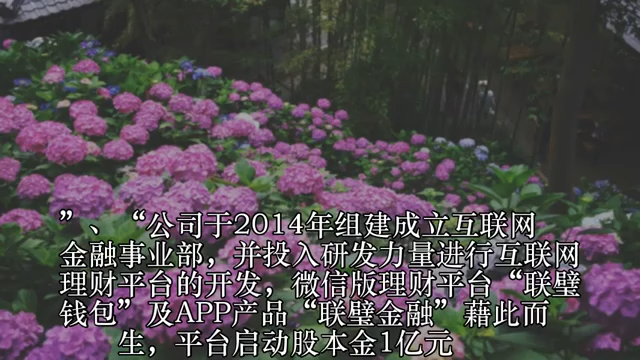 ”、“公司于2014年组建成立互联网
金融事业部，并投入研发力量进行互联网
理财平台的开发，微信版理财平台“联璧
钱包”及APP产品“联璧金融”藉此而
生，平台启动股本金1亿元